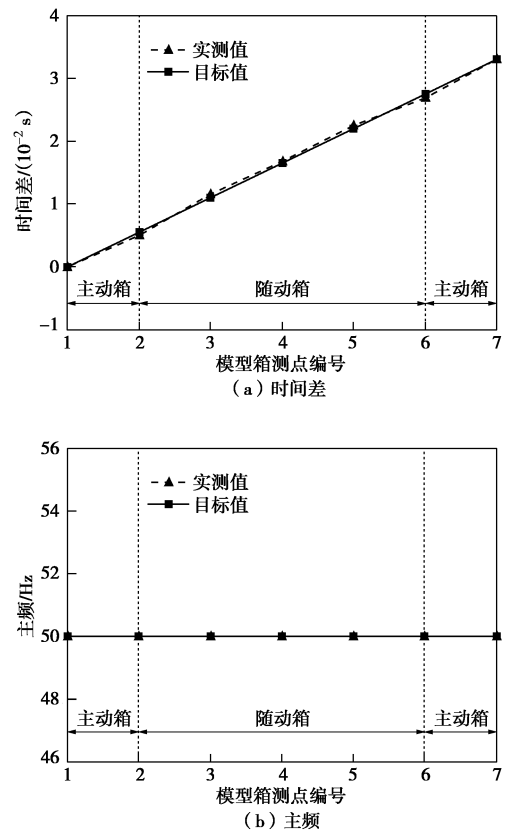 4
实测值
目标值
3
2
1
0
-1
时间差/(10⁻² s)
主动箱 随动箱 主动箱
1 2 3 4 5 6 7
模型箱测点编号
（a）时间差
56
实测值
目标值
54
52
50
48
46
主频/Hz
主动箱 随动箱 主动箱
1 2 3 4 5 6 7
模型箱测点编号
（b）主频